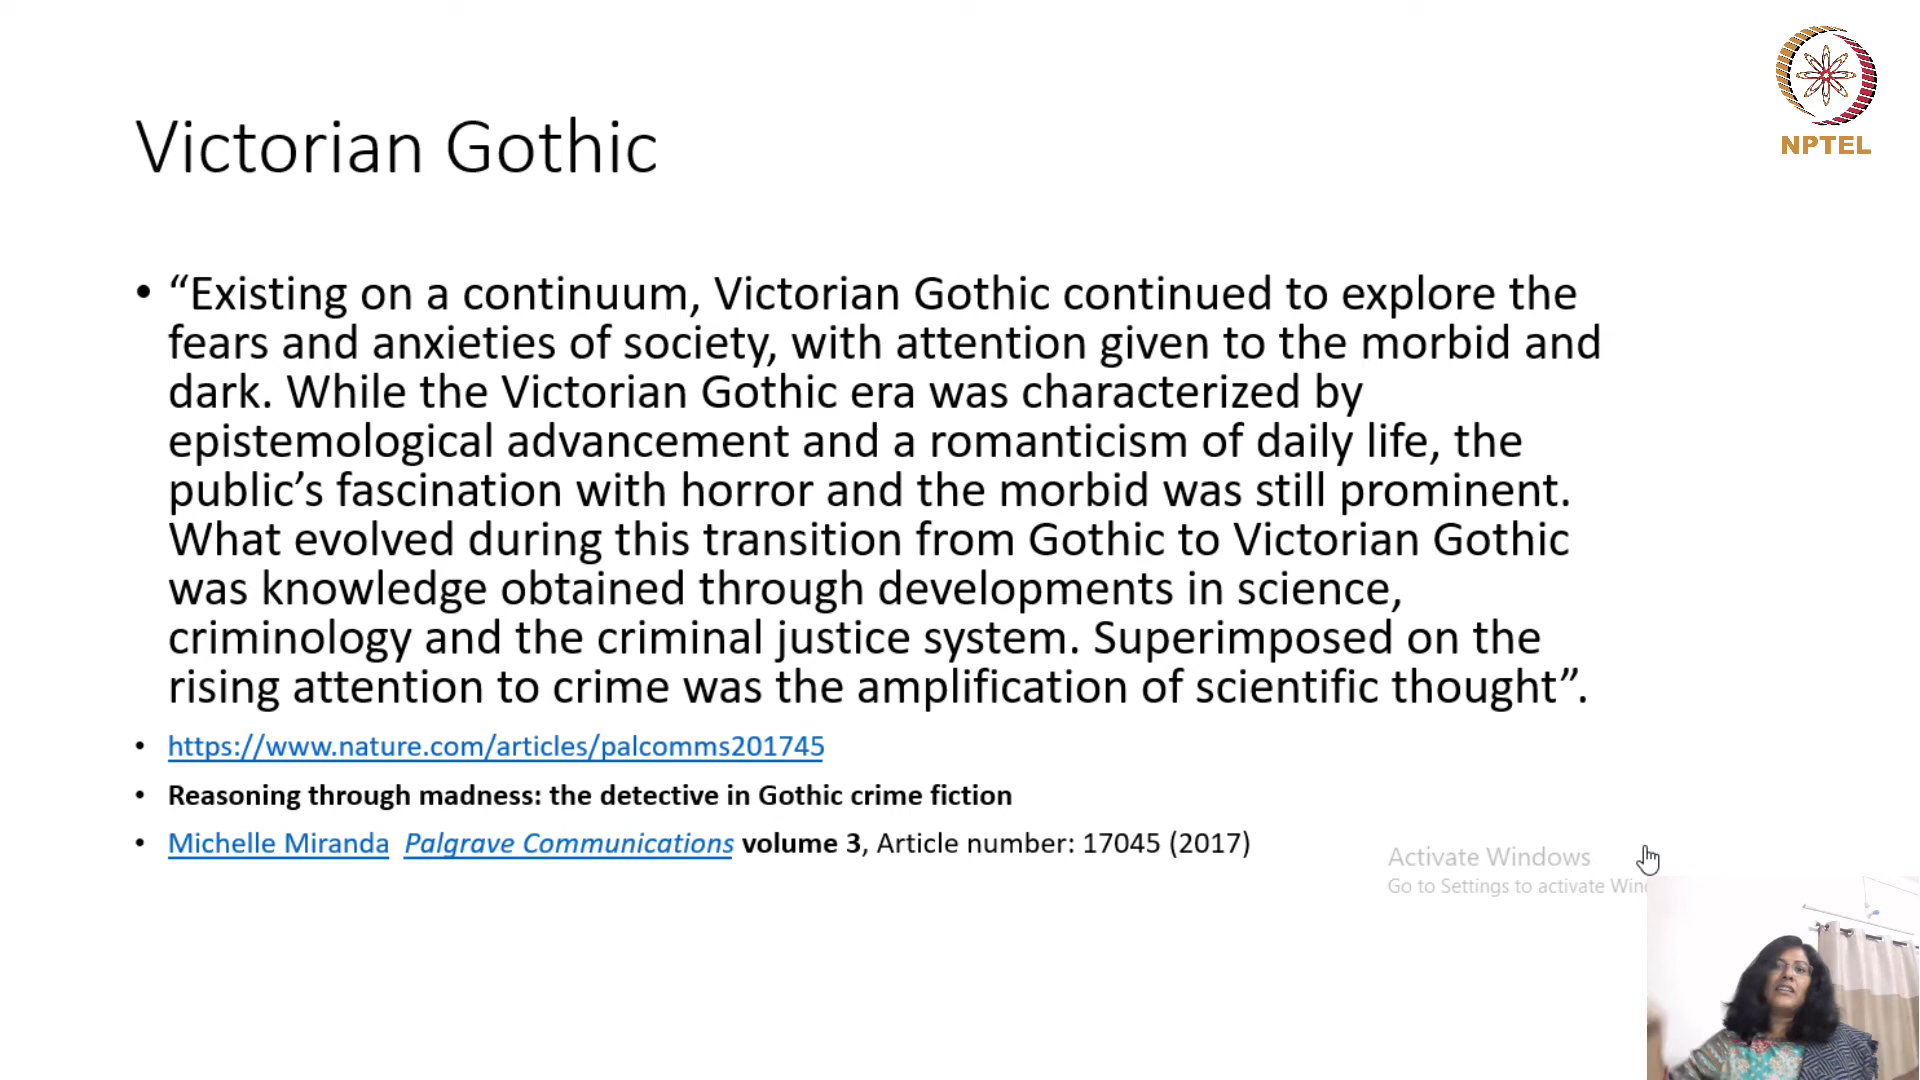 NPTEL
Victorian Gothic
• “Existing on a continuum, Victorian Gothic continued to explore the
fears and anxieties of society, with attention given to the morbid and
dark. While the Victorian Gothic era was characterized by
epistemological advancement and a romanticism of daily life, the
public’s fascination with horror and the morbid was still prominent.
What evolved during this transition from Gothic to Victorian Gothic
was knowledge obtained through developments in science,
criminology and the criminal justice system. Superimposed on the
rising attention to crime was the amplification of scientific thought”.
• https://www.nature.com/articles/palcomms201745
• Reasoning through madness: the detective in Gothic crime fiction
• Michelle Miranda Palgrave Communications volume 3, Article number: 17045 (2017)
Activate Windows
Go to Settings to activate